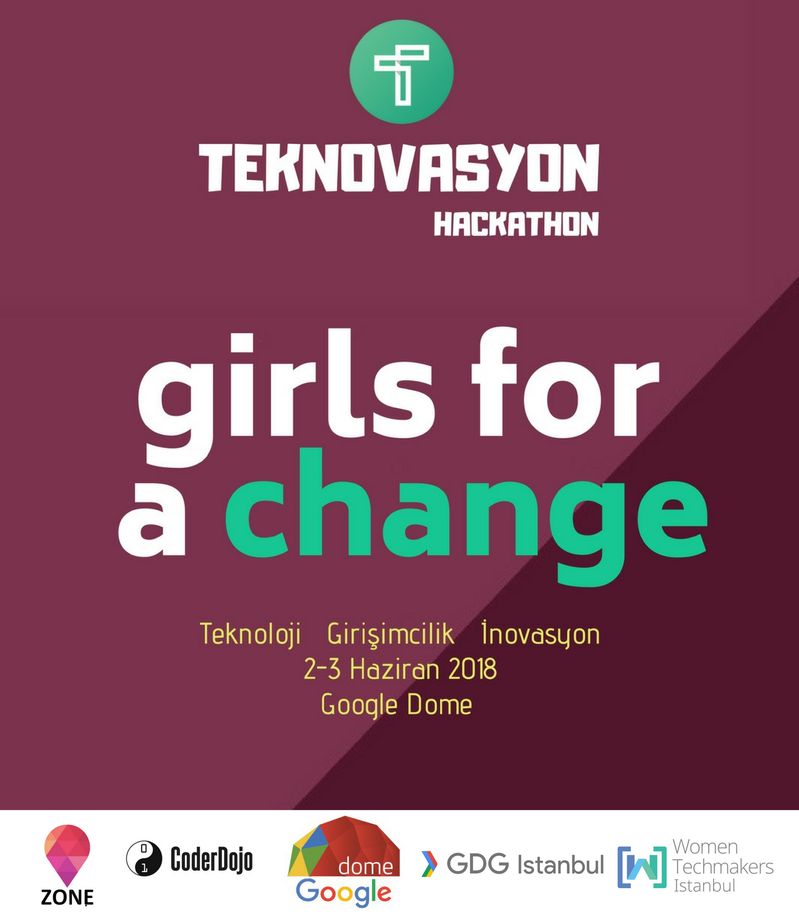 TEKNOVASYON
HACKATHON
girls for
a change
Teknoloji Girişimcilik İnovasyon
2-3 Haziran 2018
Google Dome
ZONE
CoderDojo
dome
Google
GDG Istanbul
Women
Techmakers
Istanbul